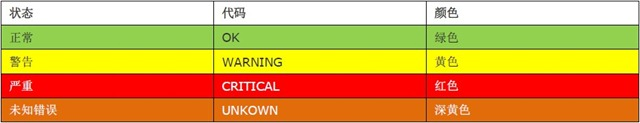 状态 代码 颜色
正常 OK 绿色
警告 WARNING 黄色
严重 CRITICAL 红色
未知错误 UNKOWN 深黄色